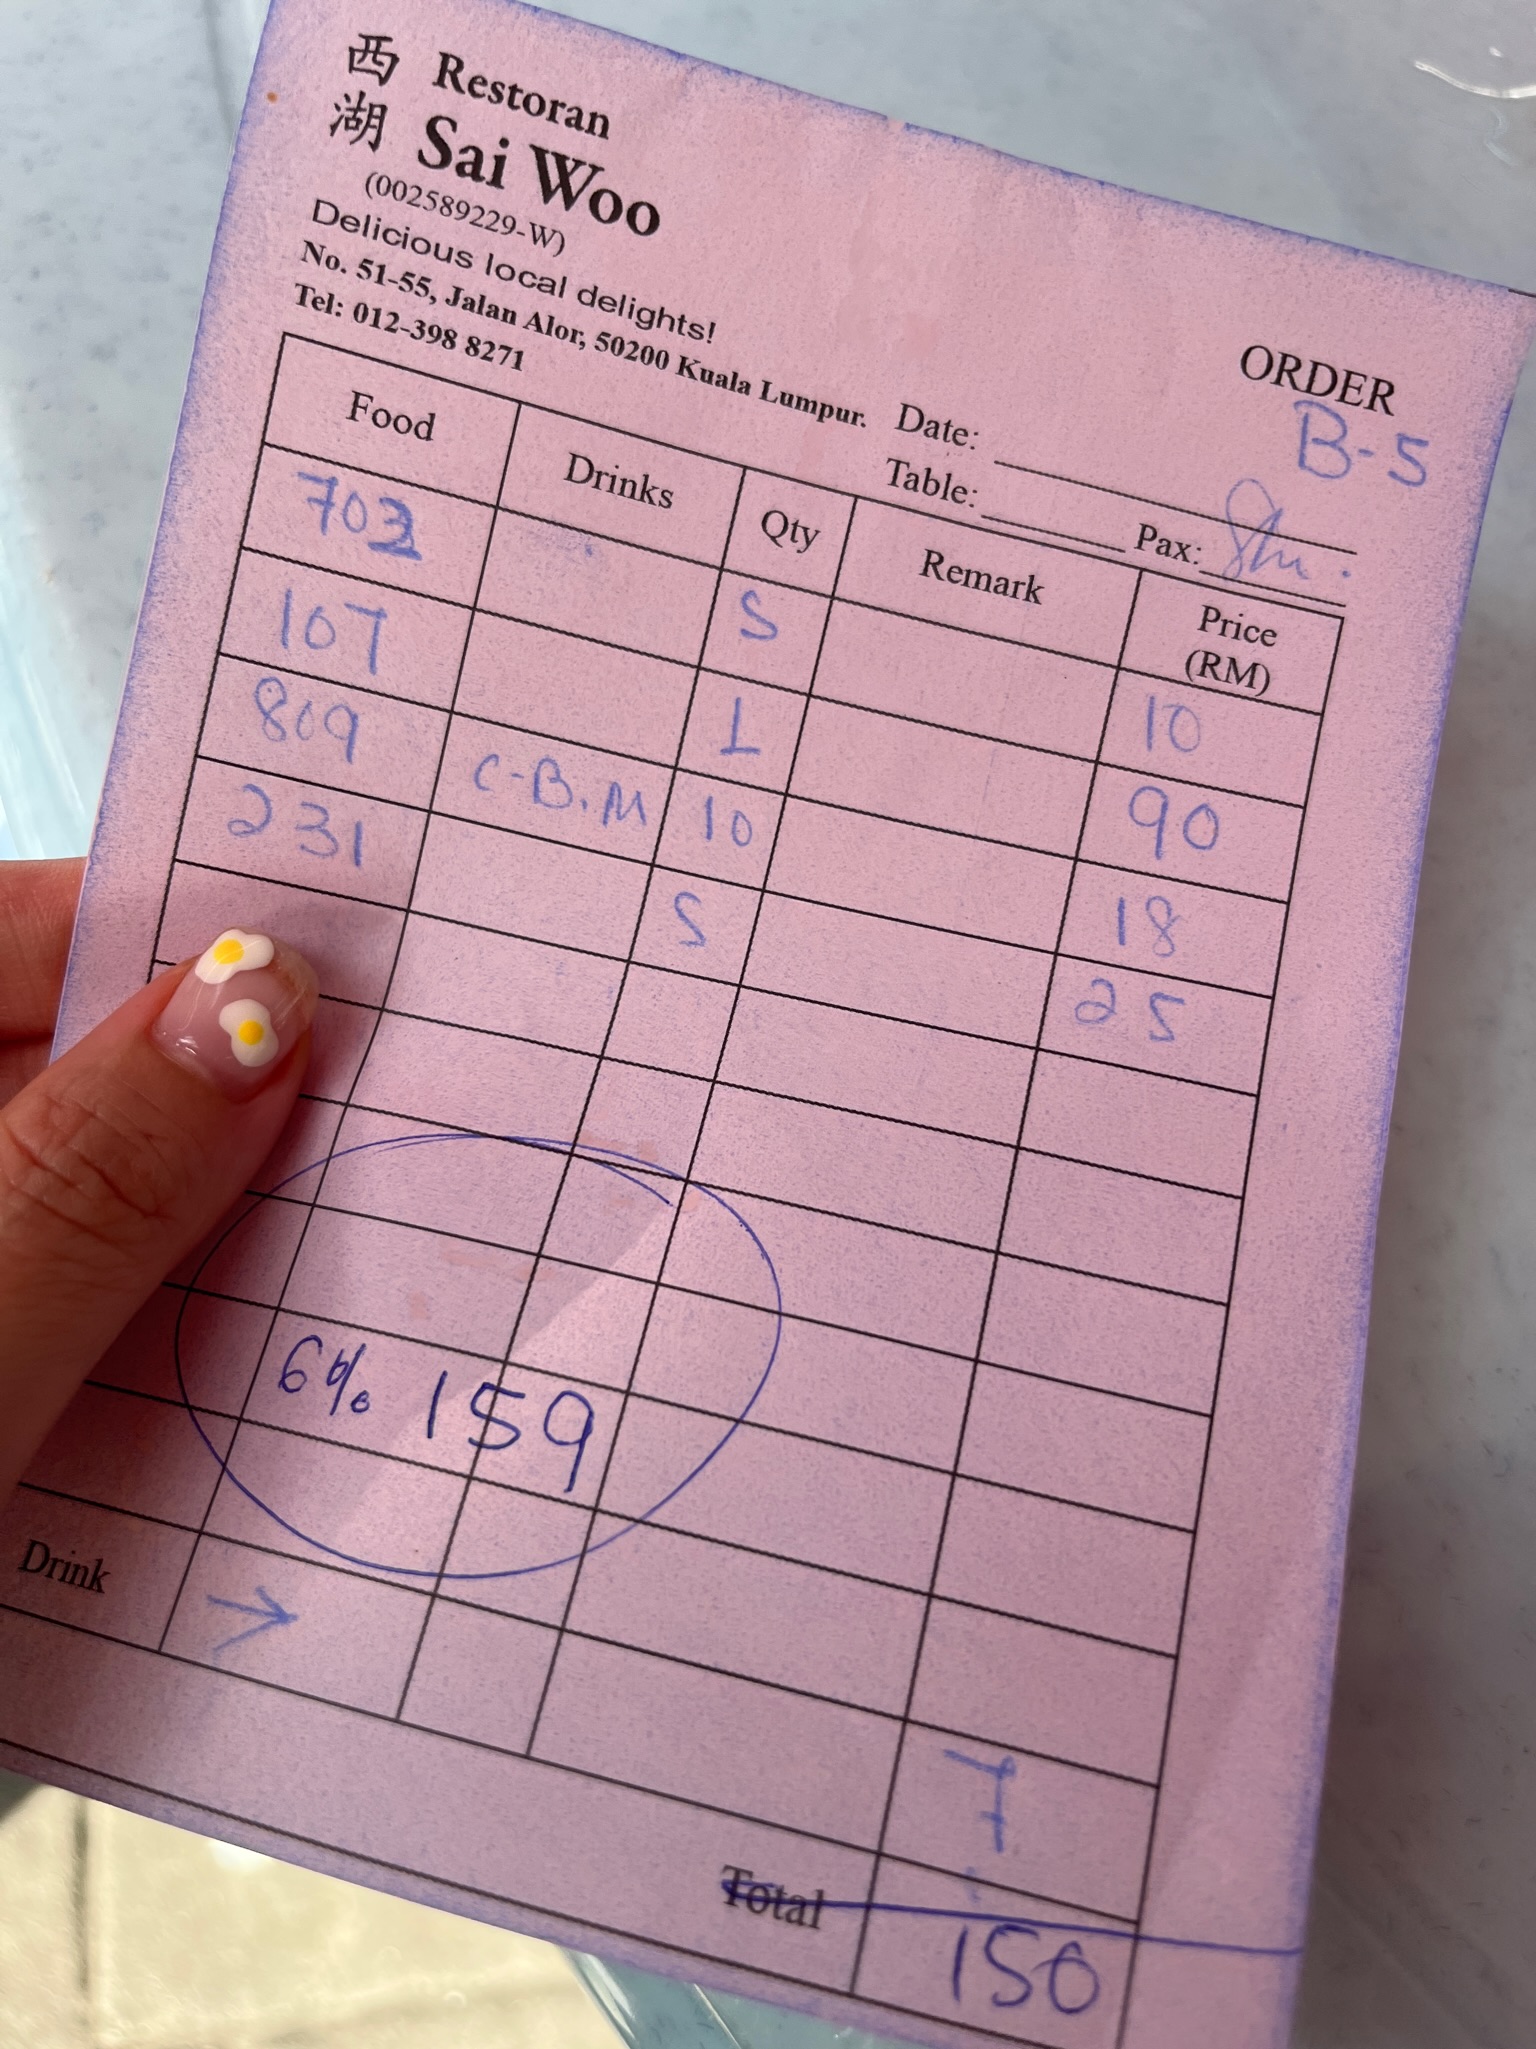 西湖 Restoran
Sai Woo
(002589229-W)
Delicious local delights!
No. 51-55, Jalan Alor, 50200 Kuala Lumpur.
Tel: 012-398 8271
ORDER
B-5
Date:
Table: Pax:
Food Drinks Qty Remark Price (RM)
702 S 10
107 1 90
809 C-B.M 10 18
231 S 25
6% 159
Drink → 7
Total 150